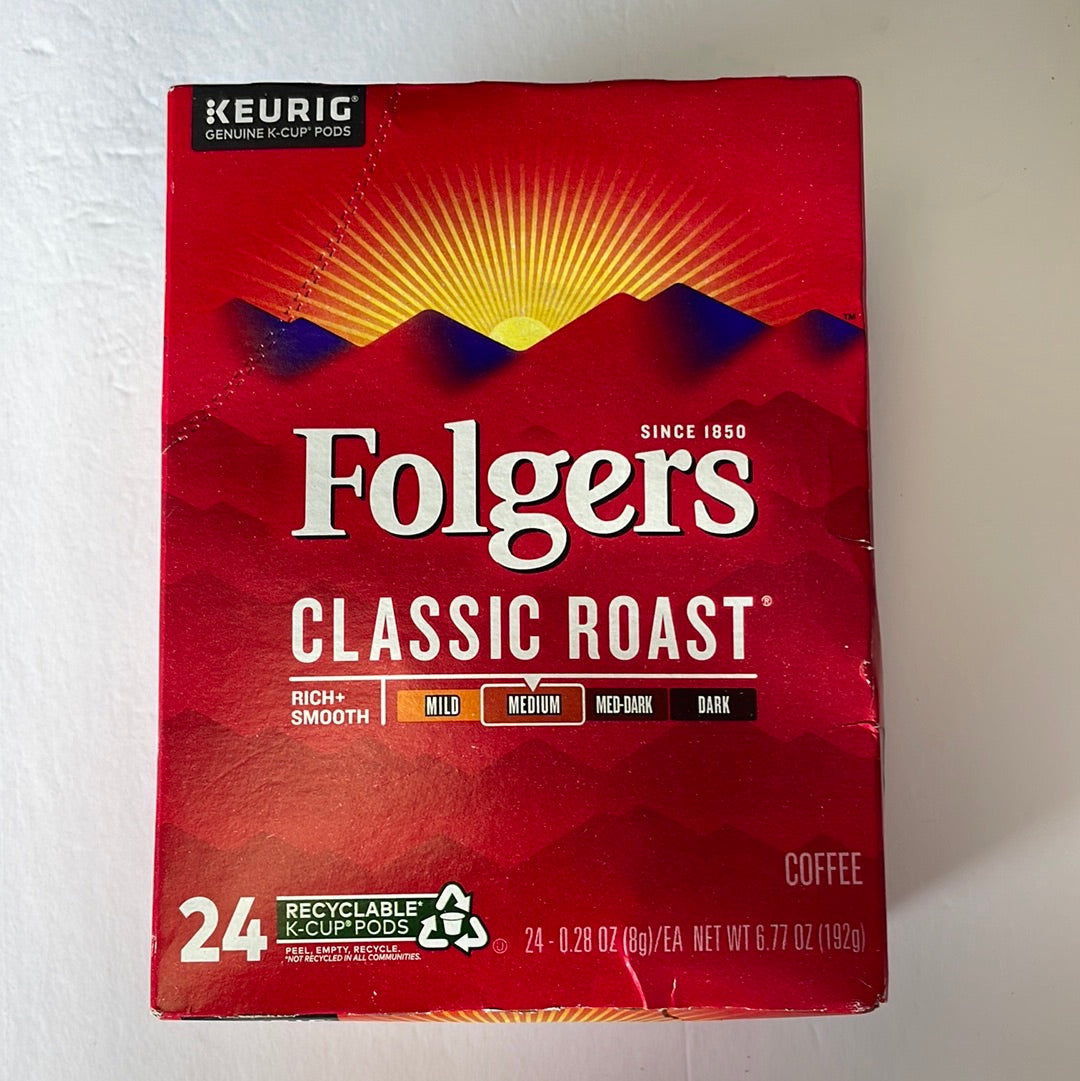 KEURIG®
GENUINE K-CUP® PODS
™
SINCE 1850
Folgers
CLASSIC ROAST®
RICH+
SMOOTH
MILD MEDIUM MED-DARK DARK
COFFEE
24
RECYCLABLE*
K-CUP® PODS
PEEL, EMPTY, RECYCLE.
*NOT RECYCLED IN ALL COMMUNITIES.
24 - 0.28 OZ (8g)/EA NET WT 6.77 OZ (192g)